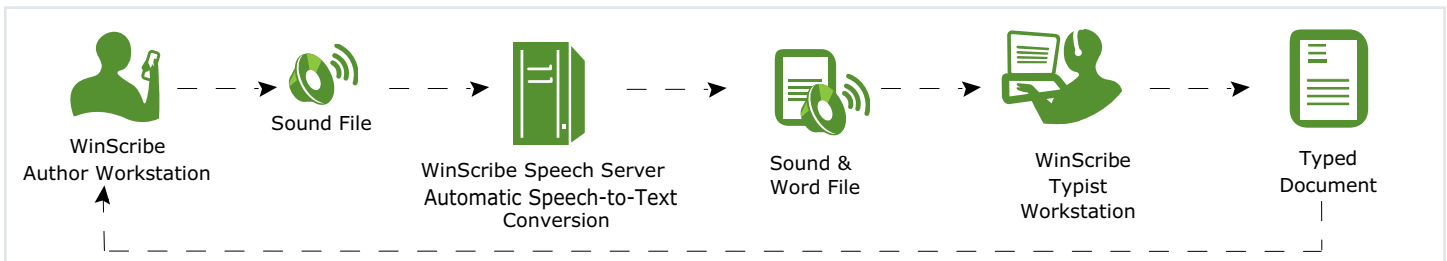 WinScribe
Author Workstation
Sound File
WinScribe Speech Server
Automatic Speech-to-Text
Conversion
Sound &
Word File
WinScribe
Typist
Workstation
Typed
Document